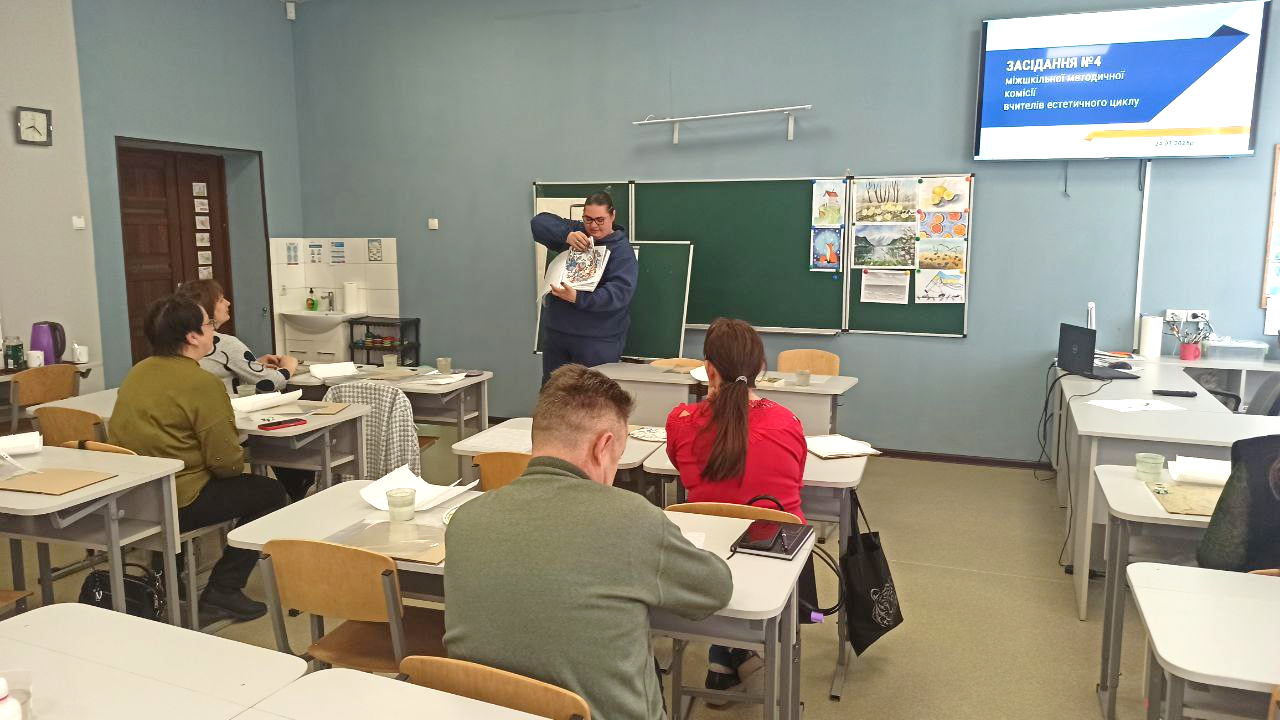 ЗАСІДАННЯ №4
міжшкільної методичної
комісії
вчителів естетичного циклу